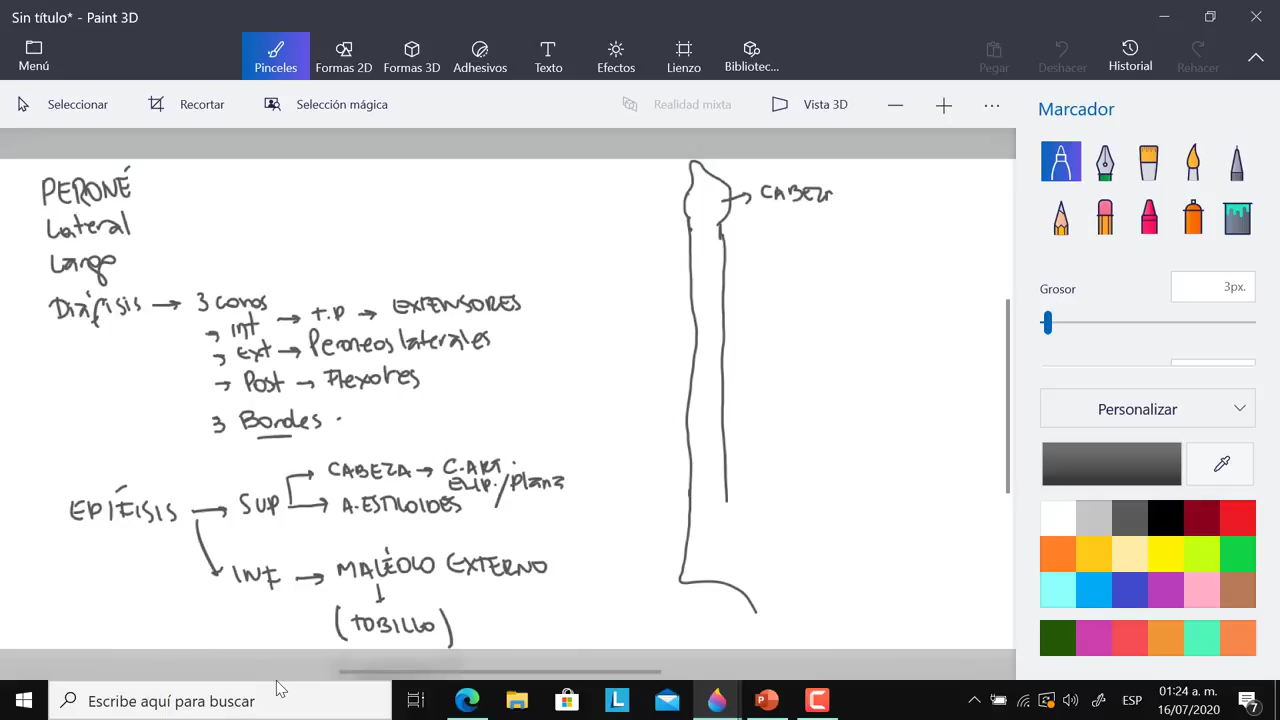 Sin título* - Paint 3D
Menú
Pinceles
Formas 2D
Formas 3D
Adhesivos
Texto
Efectos
Lienzo
Bibliotec...
Pegar
Deshacer
Historial
Rehacer
Seleccionar
Recortar
Selección mágica
Realidad mixta
Vista 3D
Marcador
Grosor
3px.
Personalizar
PERONÉ
Lateral
Largo
Diáfisis → 3 caras
→ Int → T.P → EXTENSORES
→ Ext → Peroneos laterales
→ Post → Flexores
3 Bordes
EPÍFISIS → SUP → CABEZA → C.ART.
ELIP./Plana
→ A.ESTILOIDES
INF → MALÉOLO EXTERNO
(TOBILLO)
→ CABEZ
Escribe aquí para buscar
ESP
01:24 a. m.
16/07/2020
7